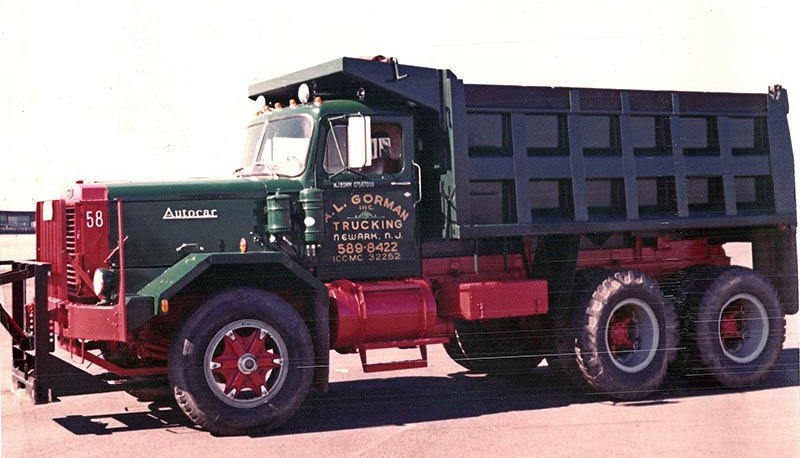 58
Autocar
A. L. GORMAN
INC.
TRUCKING
NEWARK, N.J.
589-8422
ICCMC 32252